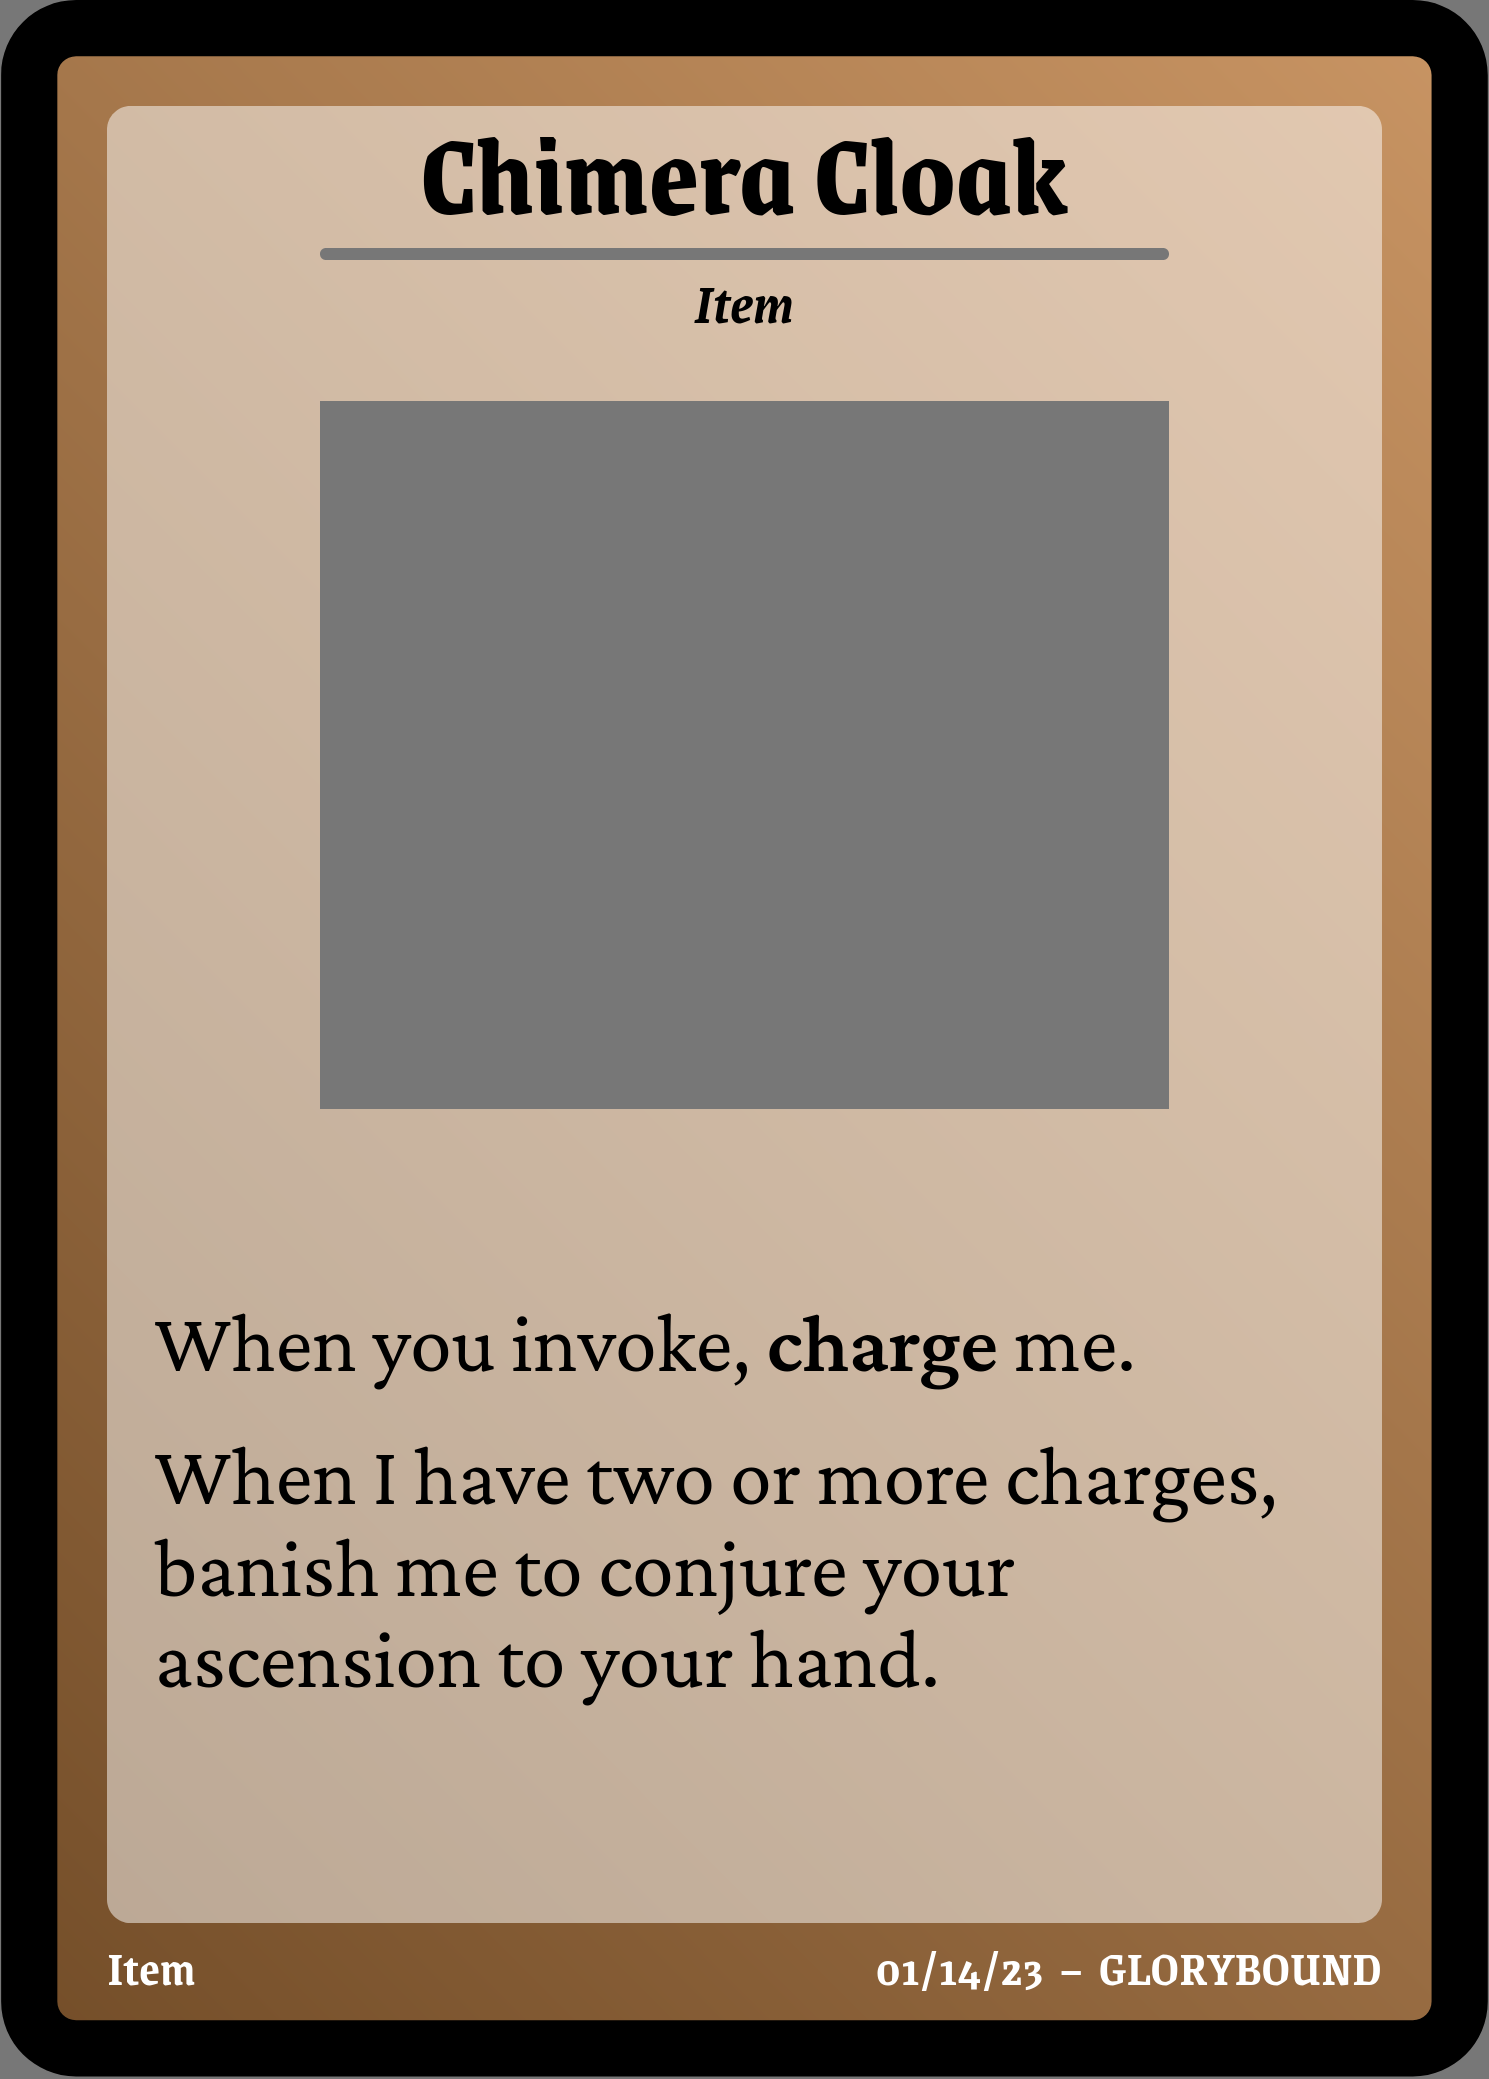 Chimera Cloak
Item
When you invoke, charge me.
When I have two or more charges,
banish me to conjure your
ascension to your hand.
Item
01/14/23 – GLORYBOUND